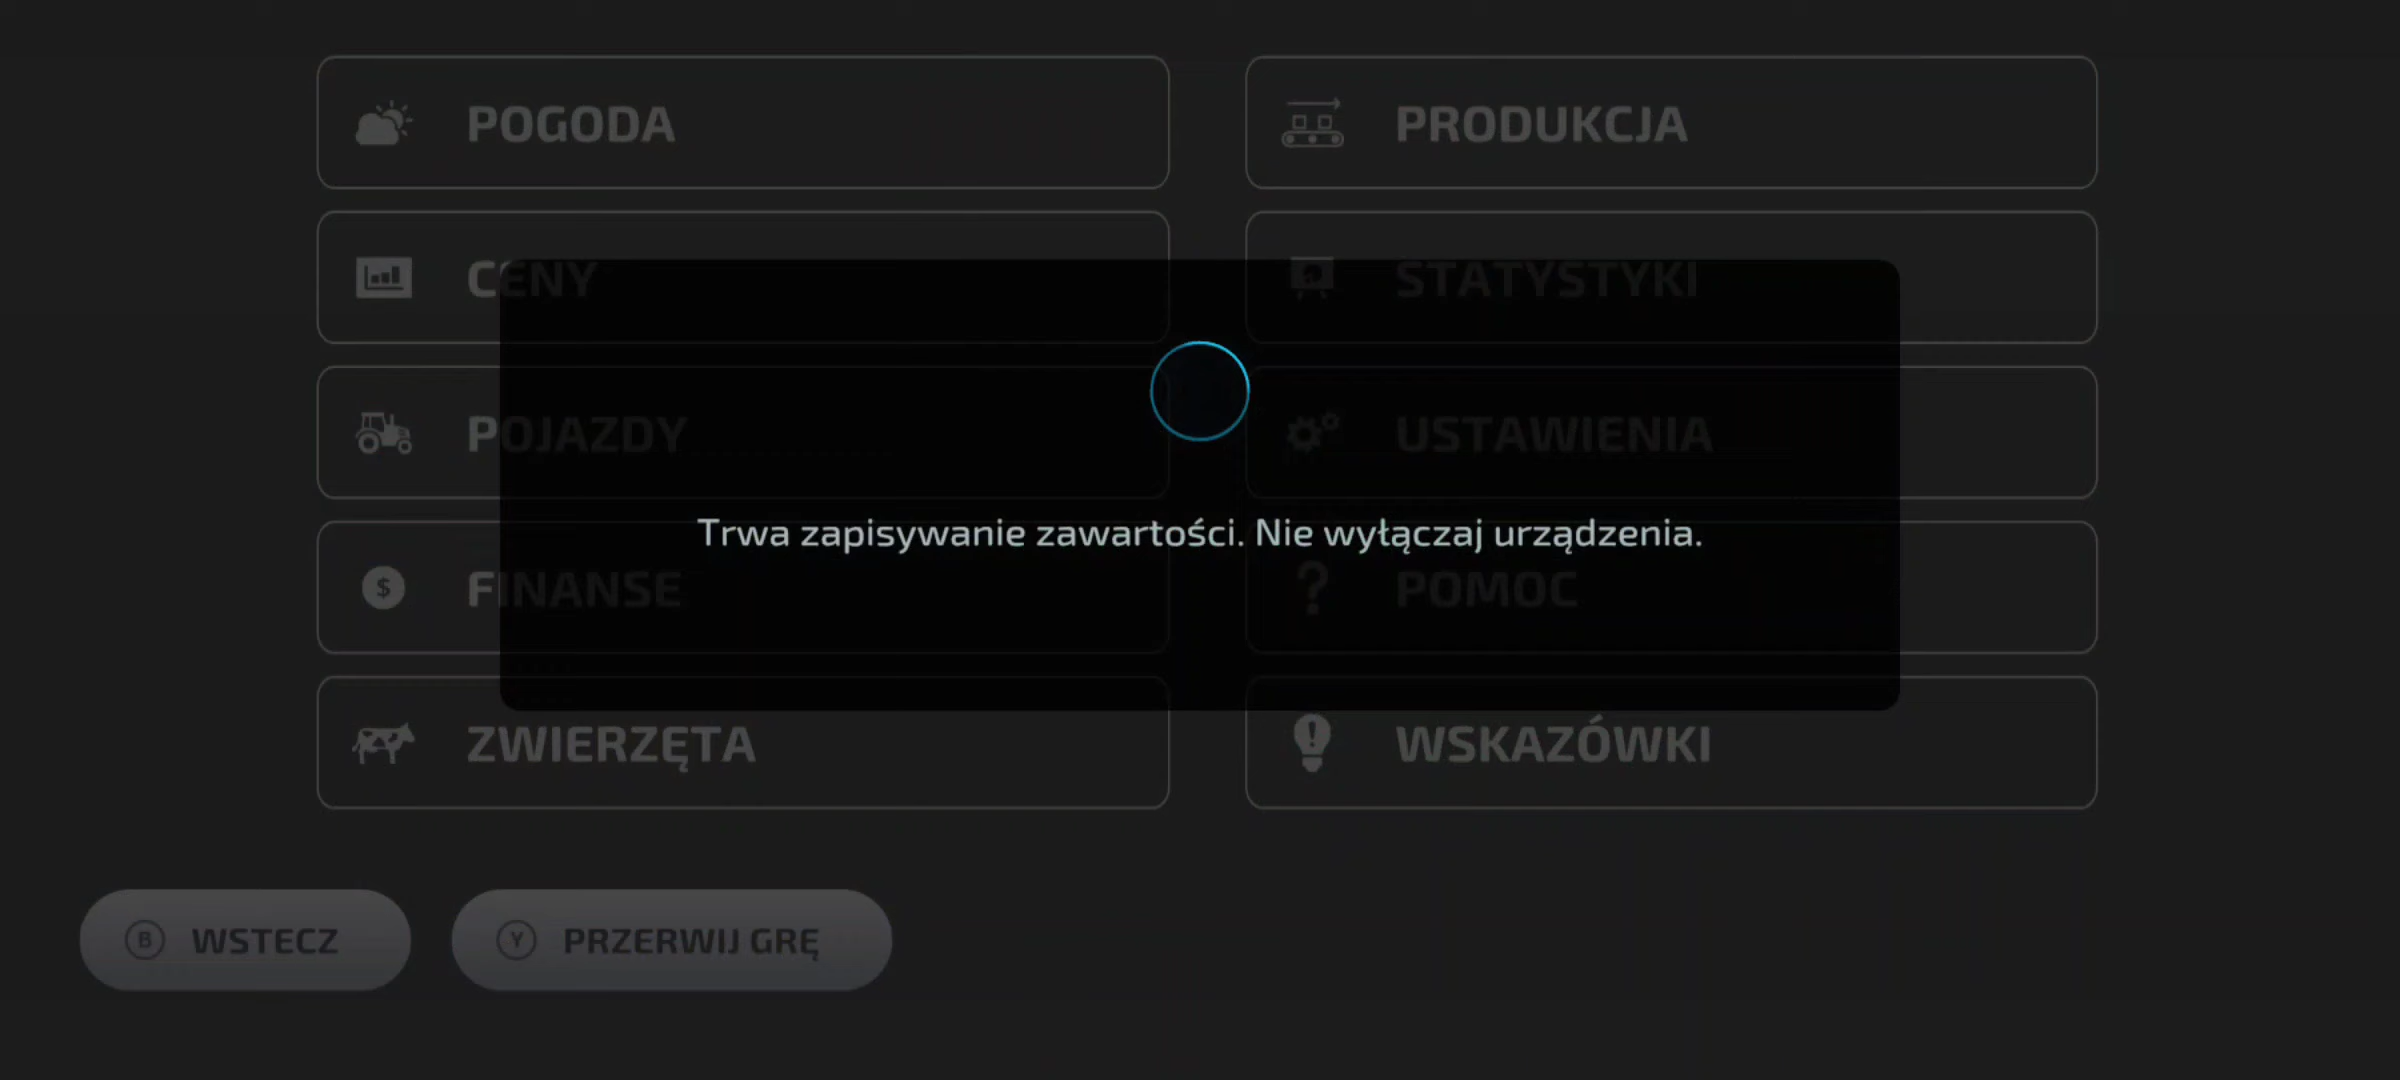 POGODA
PRODUKCJA
CENY
STATYSTYKI
POJAZDY
USTAWIENIA
Trwa zapisywanie zawartości. Nie wyłączaj urządzenia.
$ FINANSE
? POMOC
ZWIERZĘTA
WSKAZÓWKI
B WSTECZ
Y PRZERWIJ GRĘ